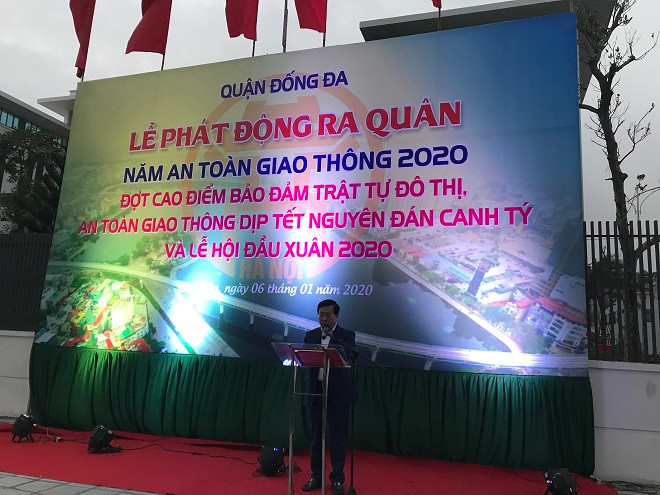 QUẬN ĐỐNG ĐA
LỄ PHÁT ĐỘNG RA QUÂN
NĂM AN TOÀN GIAO THÔNG 2020
ĐỢT CAO ĐIỂM BẢO ĐẢM TRẬT TỰ ĐÔ THỊ,
AN TOÀN GIAO THÔNG DỊP TẾT NGUYÊN ĐÁN CANH TÝ
VÀ LỄ HỘI ĐẦU XUÂN 2020
HÀ NỘI
, ngày 06 tháng 01 năm 2020